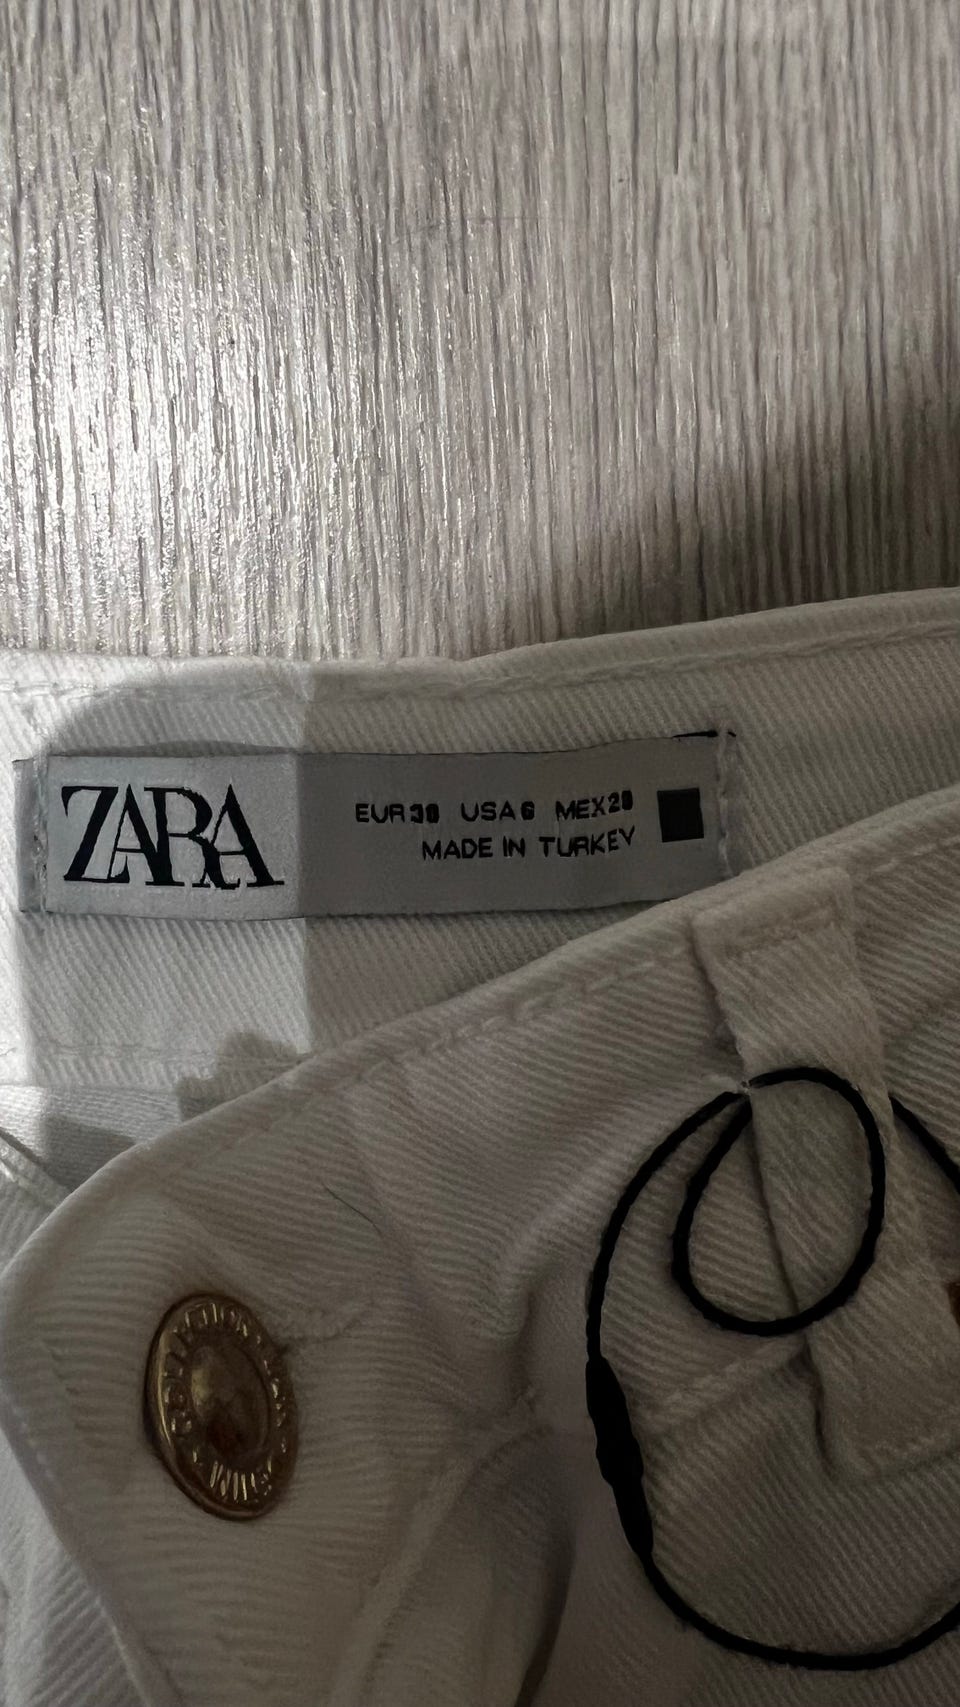 ZARA
EUR 38 USA 6 MEX 28
MADE IN TURKEY